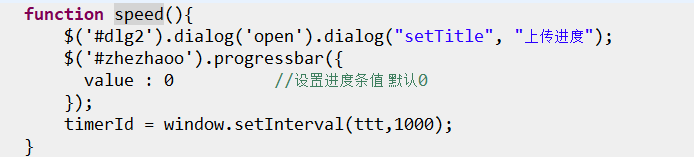 function speed(){
$('#dlg2').dialog('open').dialog("setTitle", "上传进度");
$('#zhezhaoo').progressbar({
value : 0 //设置进度条值 默认0
});
timerId = window.setInterval(ttt,1000);
}